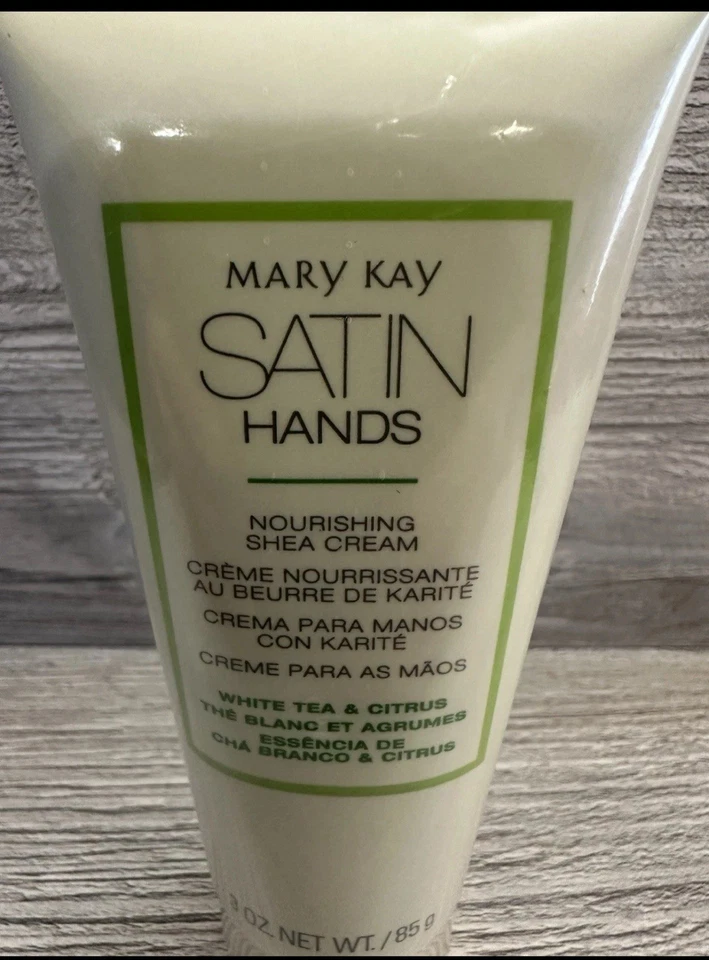 MARY KAY
SATIN
HANDS
NOURISHING
SHEA CREAM
CRÈME NOURRISSANTE
AU BEURRE DE KARITÉ
CREMA PARA MANOS
CON KARITÉ
CREME PARA AS MÃOS
WHITE TEA & CITRUS
THÉ BLANC ET AGRUMES
ESSÊNCIA DE
CHÁ BRANCO & CITRUS
3 OZ. NET WT. / 85 g